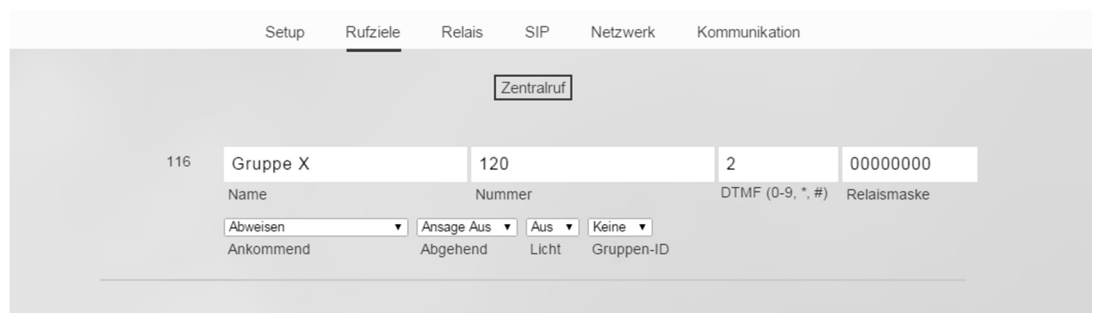 Setup Rufziele Relais SIP Netzwerk Kommunikation
Zentralruf
116 Gruppe X 120 2 00000000
Name Nummer DTMF (0-9, *, #) Relaismaske
Abweisen Ansage Aus Aus Keine
Ankommend Abgehend Licht Gruppen-ID